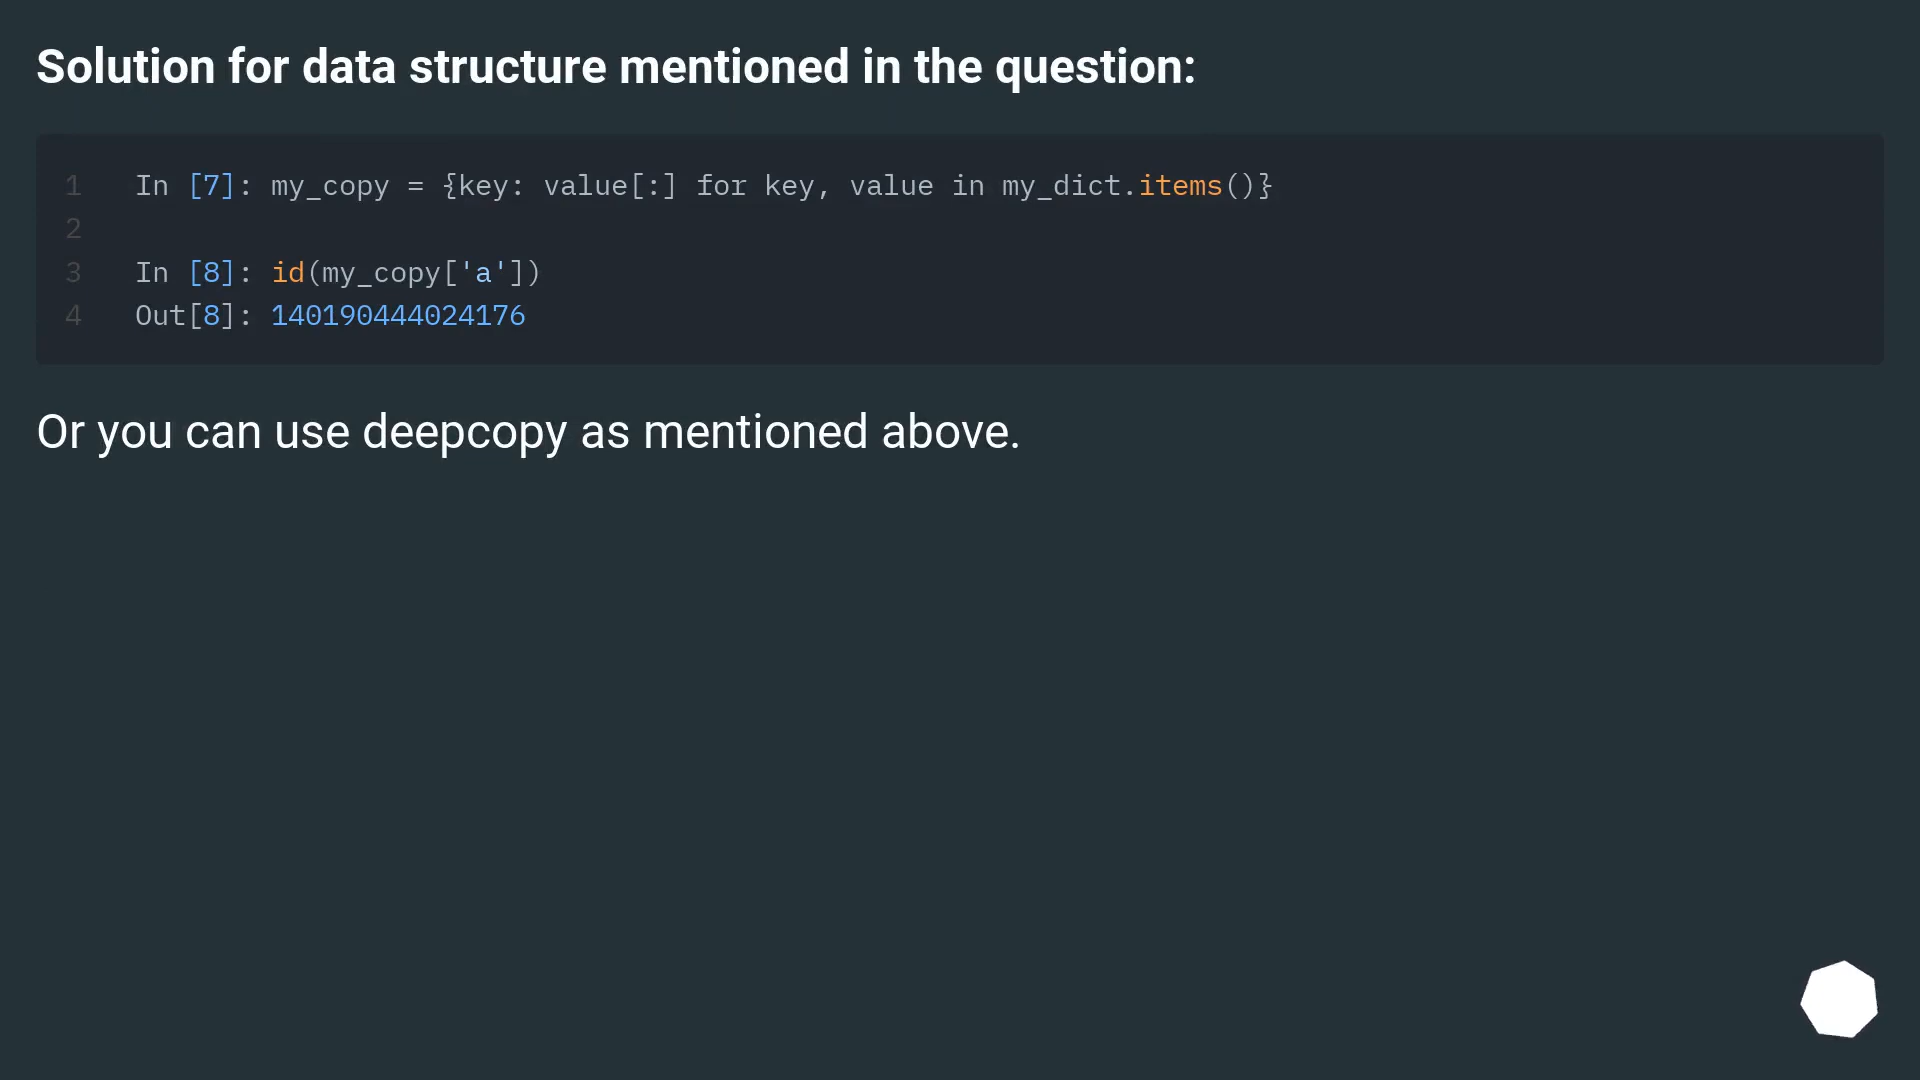 Solution for data structure mentioned in the question:
1 In [7]: my_copy = {key: value[:] for key, value in my_dict.items()}
2
3 In [8]: id(my_copy['a'])
4 Out[8]: 140190444024176
Or you can use deepcopy as mentioned above.